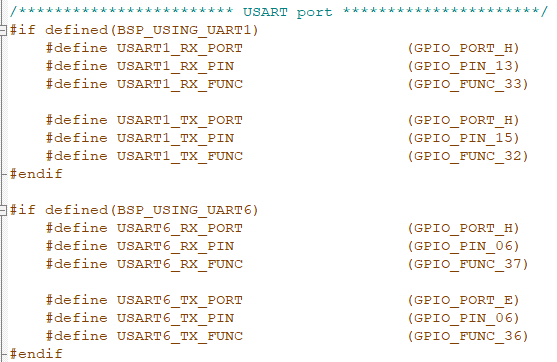 /************************ USART port **********************/
#if defined(BSP_USING_UART1)
    #define USART1_RX_PORT                  (GPIO_PORT_H)
    #define USART1_RX_PIN                   (GPIO_PIN_13)
    #define USART1_RX_FUNC                  (GPIO_FUNC_33)

    #define USART1_TX_PORT                  (GPIO_PORT_H)
    #define USART1_TX_PIN                   (GPIO_PIN_15)
    #define USART1_TX_FUNC                  (GPIO_FUNC_32)
#endif

#if defined(BSP_USING_UART6)
    #define USART6_RX_PORT                  (GPIO_PORT_H)
    #define USART6_RX_PIN                   (GPIO_PIN_06)
    #define USART6_RX_FUNC                  (GPIO_FUNC_37)

    #define USART6_TX_PORT                  (GPIO_PORT_E)
    #define USART6_TX_PIN                   (GPIO_PIN_06)
    #define USART6_TX_FUNC                  (GPIO_FUNC_36)
#endif